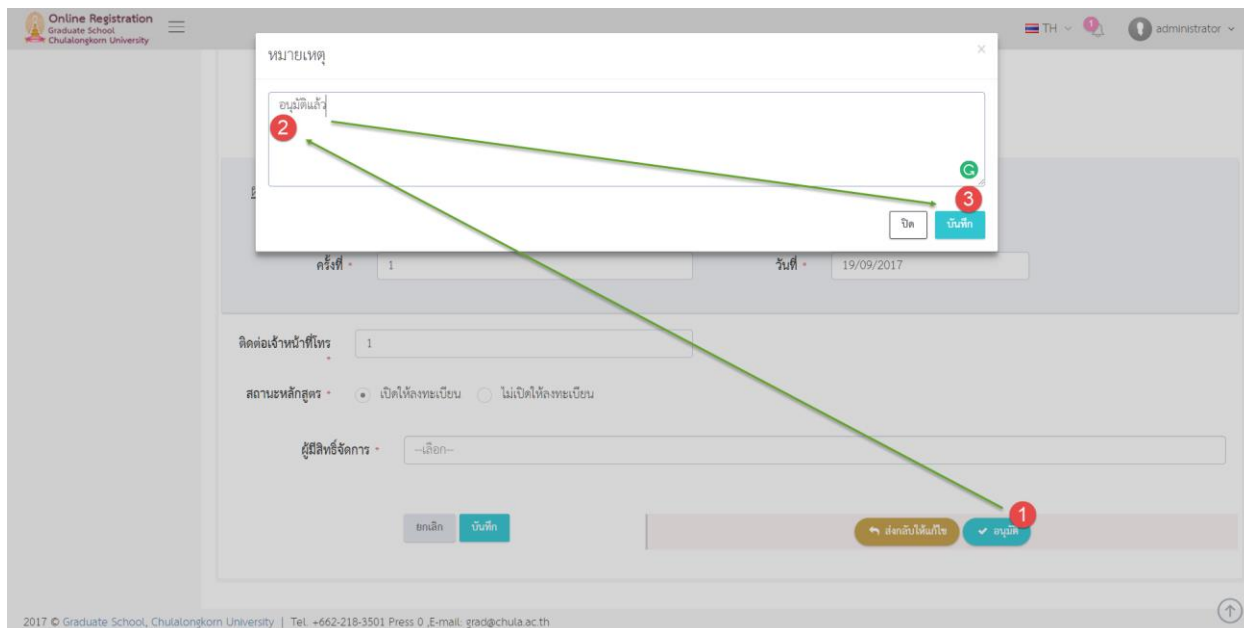 Online Registration
Graduate School
Chulalongkorn University
TH
1
administrator
หมายเหตุ
×
อนุมัติแล้ว
2
3
ปิด
บันทึก
ครั้งที่ *
1
วันที่ *
19/09/2017
ติดต่อเจ้าหน้าที่โทร
*
1
สถานะหลักสูตร *
เปิดให้ลงทะเบียน
ไม่เปิดให้ลงทะเบียน
ผู้มีสิทธิ์จัดการ *
--เลือก--
ยกเลิก
บันทึก
ส่งกลับให้แก้ไข
อนุมัติ
1
2017 © Graduate School, Chulalongkorn University | Tel. +662-218-3501 Press 0 ,E-mail: grad@chula.ac.th